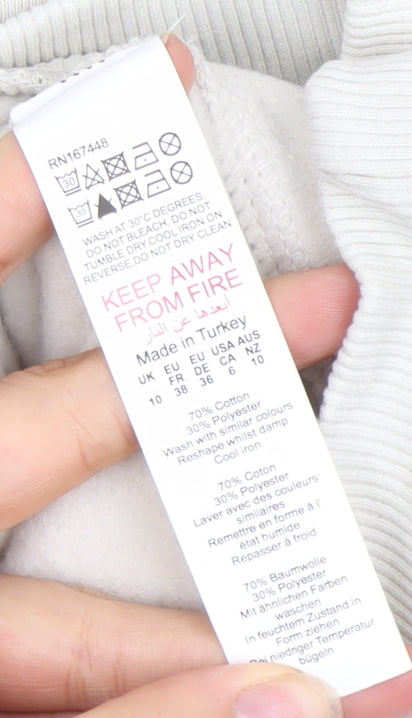 RN167448
30
30
WASH AT 30°C DEGREES,
DO NOT BLEACH, DO NOT
TUMBLE DRY COOL IRON ON
REVERSE.DO NOT DRY CLEAN
KEEP AWAY
FROM FIRE
ابعدها عن النار
Made in Turkey
UK EU EU USA AUS
FR DE CA NZ
10 38 36 6 10
70% Cotton
30% Polyester
Wash with similar colours
Reshape whilst damp
Cool iron
70% Coton
30% Polyester
Laver avec des couleurs
similaires
Remettre en forme à l'
état humide
Repasser à froid
70% Baumwolle
30% Polyester
Mit ähnlichen Farben
waschen
In feuchtem Zustand in
Form ziehen
Bei niedriger Temperatur
bügeln